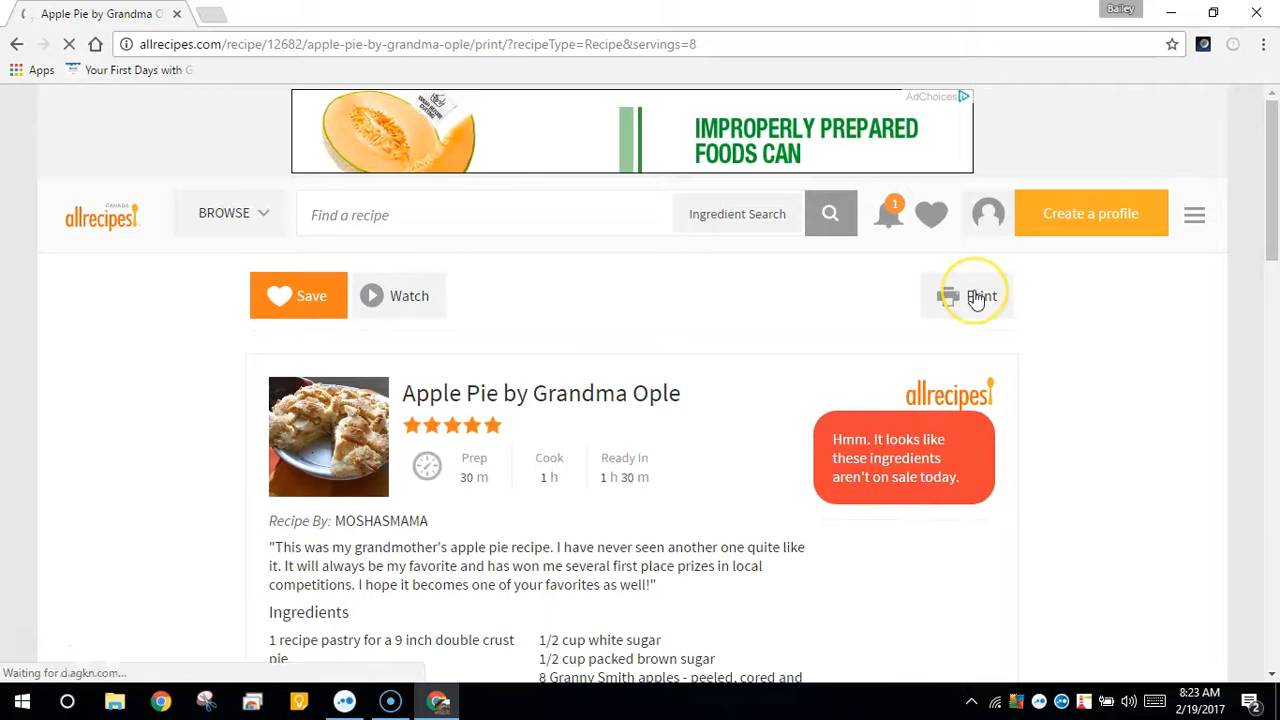 Apple Pie by Grandma O
Bailey
allrecipes.com/recipe/12682/apple-pie-by-grandma-ople/print/?recipeType=Recipe&servings=8
Apps
Your First Days with G
AdChoices
IMPROPERLY PREPARED
FOODS CAN
CANADA
allrecipes
BROWSE
Find a recipe
Ingredient Search
1
Create a profile
Save
Watch
Print
Apple Pie by Grandma Ople
allrecipes
Hmm. It looks like
these ingredients
aren't on sale today.
Prep
30 m
Cook
1 h
Ready In
1 h 30 m
Recipe By: MOSHASMAMA
"This was my grandmother's apple pie recipe. I have never seen another one quite like
it. It will always be my favorite and has won me several first place prizes in local
competitions. I hope it becomes one of your favorites as well!"
Ingredients
1 recipe pastry for a 9 inch double crust
pie
1/2 cup white sugar
1/2 cup packed brown sugar
8 Granny Smith apples - peeled, cored and
Waiting for d.agkn.com...
8:23 AM
2/19/2017
2